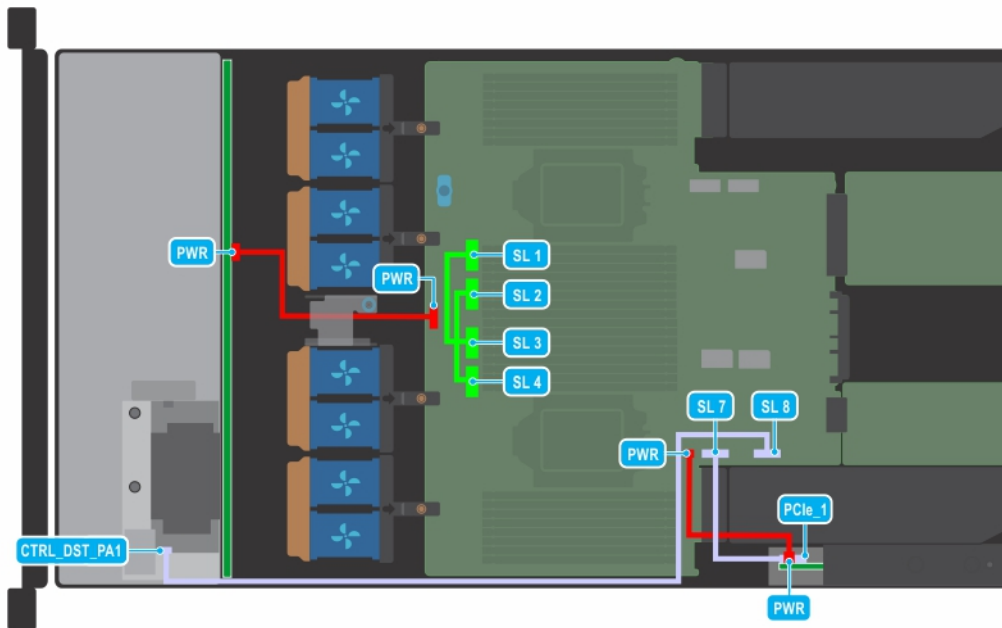 PWR
PWR
SL 1
SL 2
SL 3
SL 4
SL 7
SL 8
PWR
PCIe_1
CTRL_DST_PA1
PWR